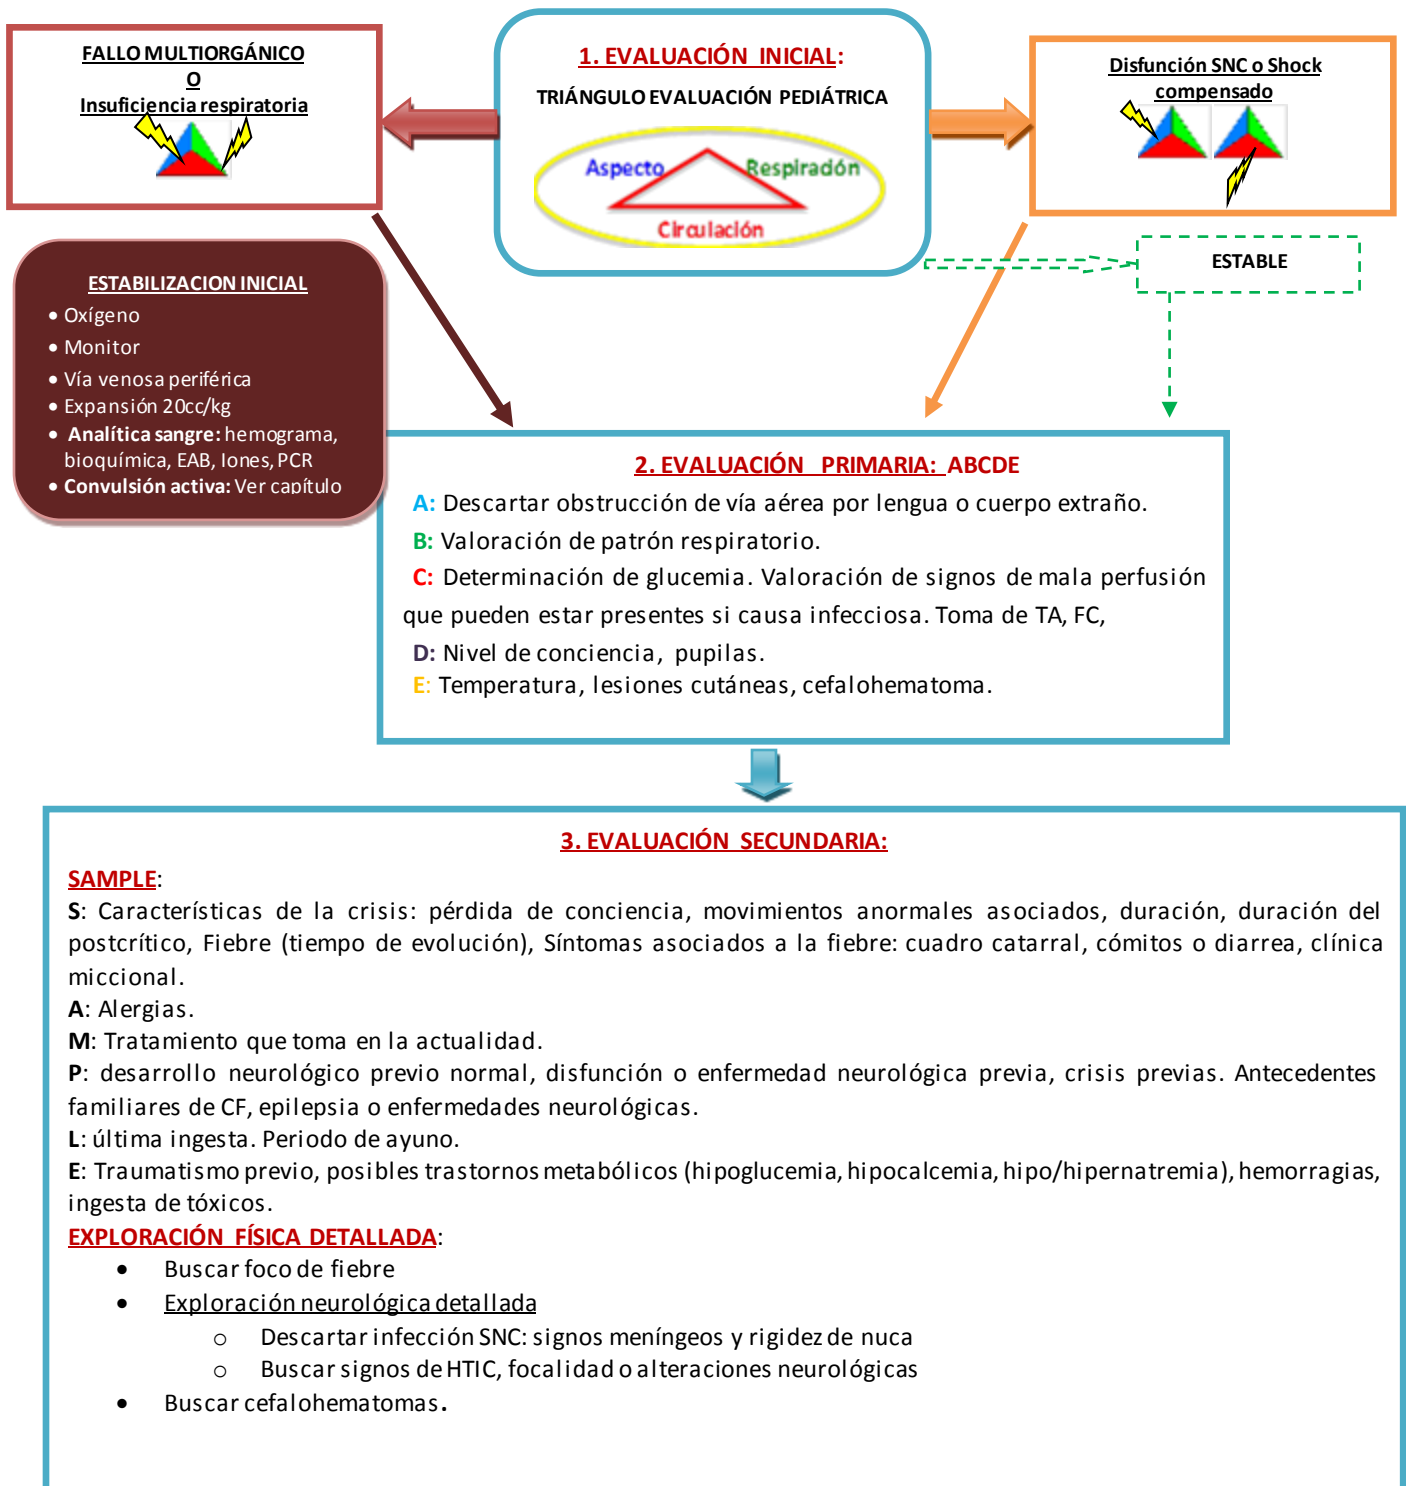 FALLO MULTIORGÁNICO
O
Insuficiencia respiratoria
1. EVALUACIÓN INICIAL:
TRIÁNGULO EVALUACIÓN PEDIÁTRICA
Aspecto
Respiradón
Circulación
Disfunción SNC o Shock
compensado
ESTABLE
ESTABILIZACION INICIAL
• Oxígeno
• Monitor
• Vía venosa periférica
• Expansión 20cc/kg
• Analítica sangre: hemograma,
bioquímica, EAB, Iones, PCR
• Convulsión activa: Ver capítulo
2. EVALUACIÓN PRIMARIA: ABCDE
A: Descartar obstrucción de vía aérea por lengua o cuerpo extraño.
B: Valoración de patrón respiratorio.
C: Determinación de glucemia. Valoración de signos de mala perfusión
que pueden estar presentes si causa infecciosa. Toma de TA, FC,
D: Nivel de conciencia, pupilas.
E: Temperatura, lesiones cutáneas, cefalohematoma.
3. EVALUACIÓN SECUNDARIA:
SAMPLE:
S: Características de la crisis: pérdida de conciencia, movimientos anormales asociados, duración, duración del
postcrítico, Fiebre (tiempo de evolución), Síntomas asociados a la fiebre: cuadro catarral, cómitos o diarrea, clínica
miccional.
A: Alergias.
M: Tratamiento que toma en la actualidad.
P: desarrollo neurológico previo normal, disfunción o enfermedad neurológica previa, crisis previas. Antecedentes
familiares de CF, epilepsia o enfermedades neurológicas.
L: última ingesta. Periodo de ayuno.
E: Traumatismo previo, posibles trastornos metabólicos (hipoglucemia, hipocalcemia, hipo/hipernatremia), hemorragias,
ingesta de tóxicos.
EXPLORACIÓN FÍSICA DETALLADA:
• Buscar foco de fiebre
• Exploración neurológica detallada
o Descartar infección SNC: signos meníngeos y rigidez de nuca
o Buscar signos de HTIC, focalidad o alteraciones neurológicas
• Buscar cefalohematomas.